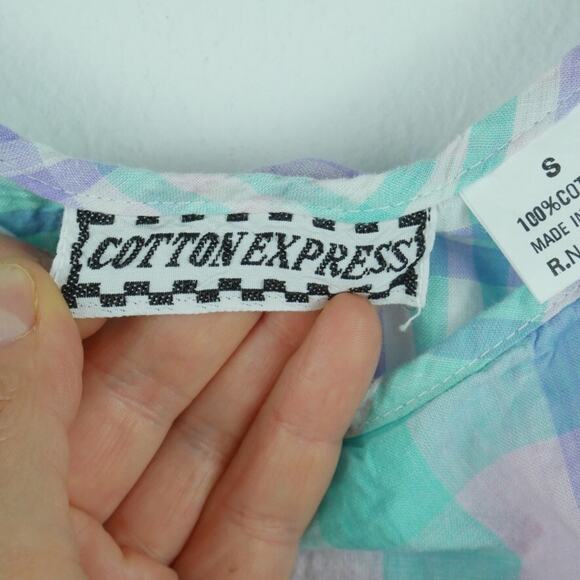 COTTON EXPRESS
S
100%COT
MADE IN
R.N